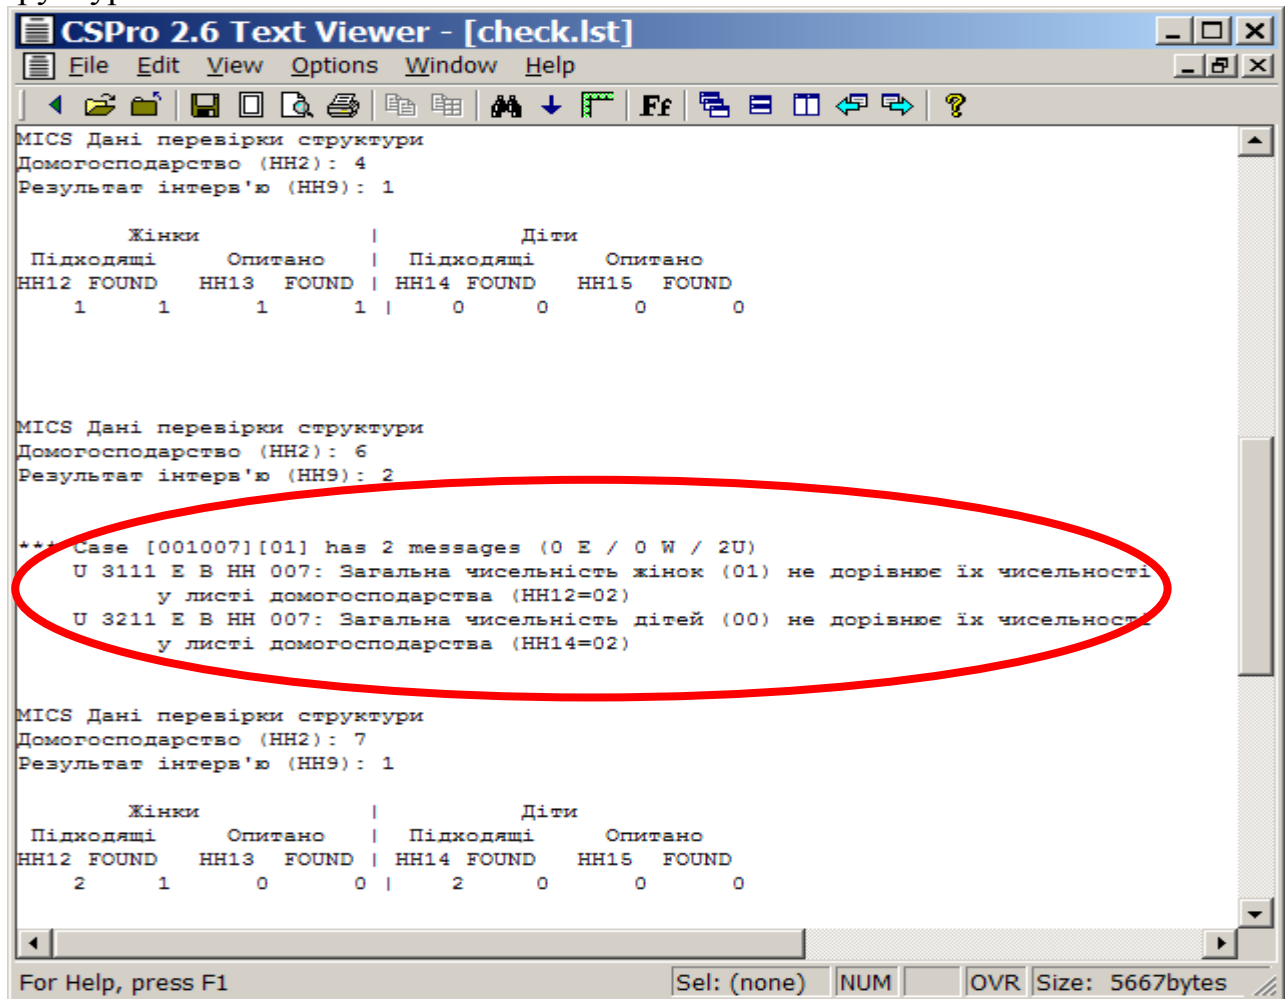 CSPro 2.6 Text Viewer - [check.lst]
File Edit View Options Window Help
MICS Дані перевірки структури
Домогосподарство (HH2): 4
Результат інтерв'ю (HH9): 1
Жінки | Діти
Підходящі Опитано | Підходящі Опитано
HH12 FOUND HH13 FOUND | HH14 FOUND HH15 FOUND
1 1 1 1 | 0 0 0 0
MICS Дані перевірки структури
Домогосподарство (HH2): 6
Результат інтерв'ю (HH9): 2
*** Case [001007][01] has 2 messages (0 E / 0 W / 2U)
U 3111 E B HH 007: Загальна чисельність жінок (01) не дорівнює їх чисельності
у листі домогосподарства (HH12=02)
U 3211 E B HH 007: Загальна чисельність дітей (00) не дорівнює їх чисельності
у листі домогосподарства (HH14=02)
MICS Дані перевірки структури
Домогосподарство (HH2): 7
Результат інтерв'ю (HH9): 1
Жінки | Діти
Підходящі Опитано | Підходящі Опитано
HH12 FOUND HH13 FOUND | HH14 FOUND HH15 FOUND
2 1 0 0 | 2 0 0 0
For Help, press F1 Sel: (none) NUM OVR Size: 5667bytes